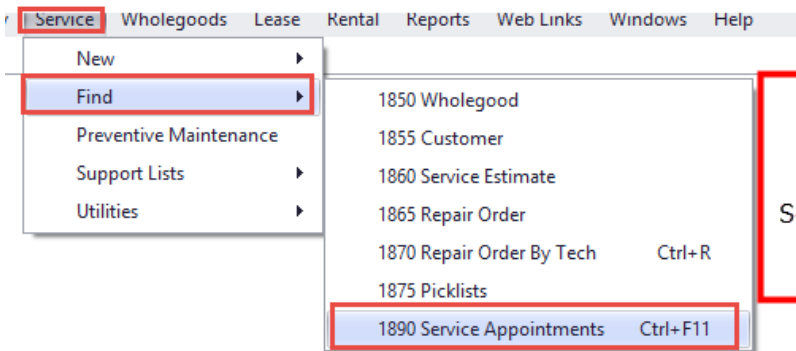 Service Wholegoods Lease Rental Reports Web Links Windows Help
New
Find
Preventive Maintenance
Support Lists
Utilities
1850 Wholegood
1855 Customer
1860 Service Estimate
1865 Repair Order
1870 Repair Order By Tech Ctrl+R
1875 Picklists
1890 Service Appointments Ctrl+F11
S